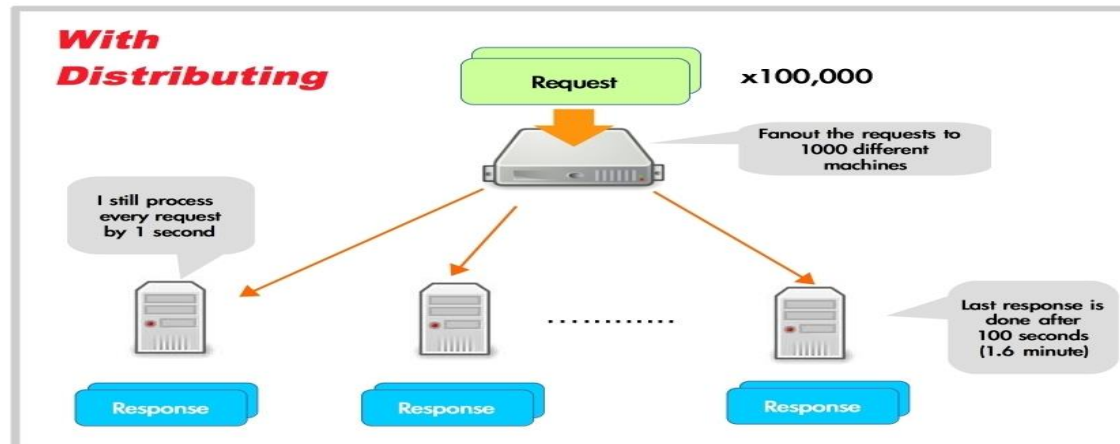 With
Distributing
Request
x100,000
Fanout the requests to
1000 different
machines
I still process
every request
by 1 second
............
Last response is
done after
100 seconds
(1.6 minute)
Response
Response
Response